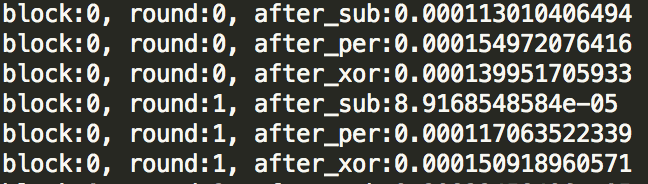 block:0, round:0, after_sub:0.000113010406494
block:0, round:0, after_per:0.000154972076416
block:0, round:0, after_xor:0.000139951705933
block:0, round:1, after_sub:8.9168548584e-05
block:0, round:1, after_per:0.000117063522339
block:0, round:1, after_xor:0.000150918960571